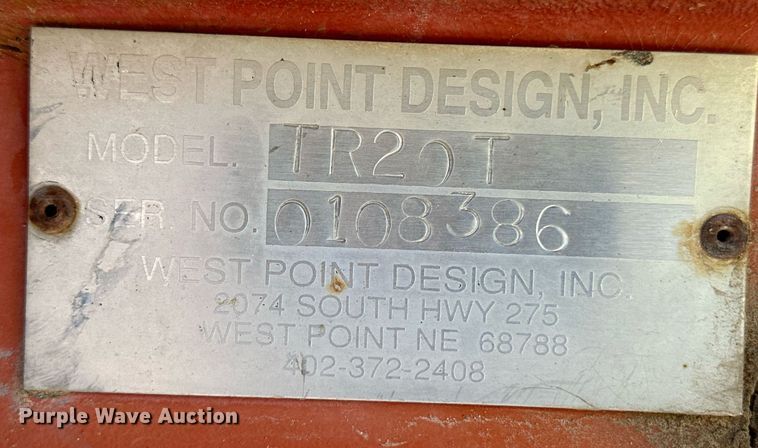 WEST POINT DESIGN, INC.
MODEL. TR20T
SER. NO. 0108386
WEST POINT DESIGN, INC.
2074 SOUTH HWY 275
WEST POINT NE 68788
402-372-2408
Purple Wave Auction